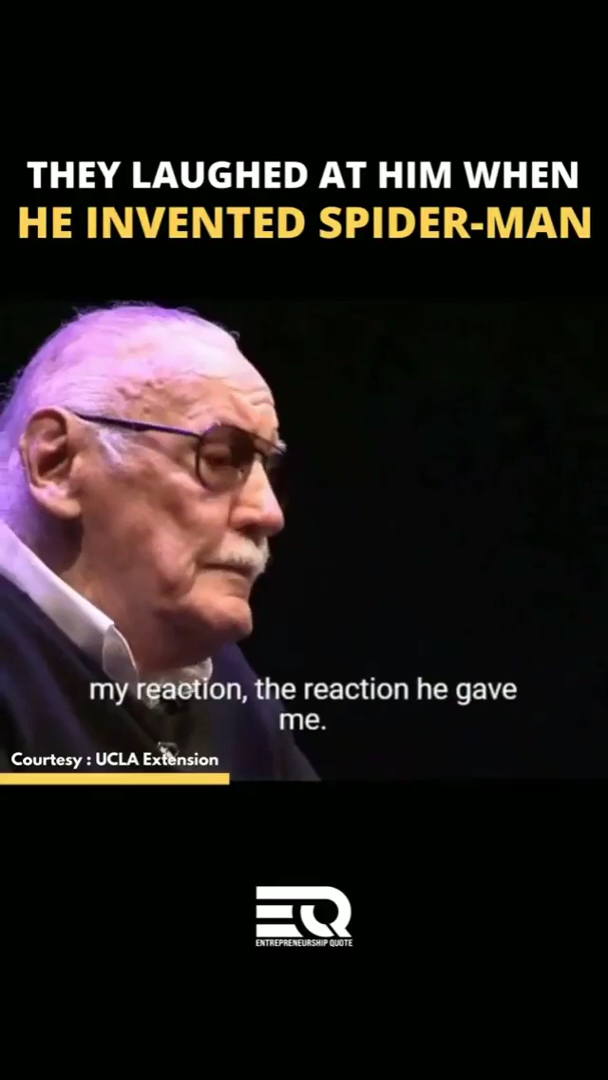 THEY LAUGHED AT HIM WHEN
HE INVENTED SPIDER-MAN
my reaction, the reaction he gave
me.
Courtesy : UCLA Extension
EQ
ENTREPRENEURSHIP QUOTE